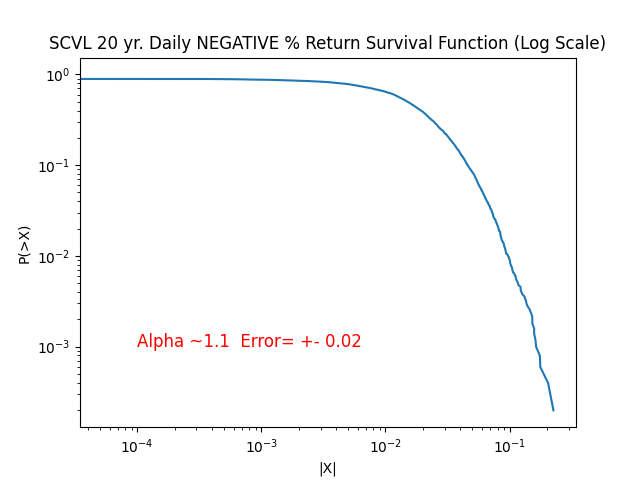 SCVL 20 yr. Daily NEGATIVE % Return Survival Function (Log Scale)
10⁰
10⁻¹
P(>X)
10⁻²
Alpha ~1.1  Error= +- 0.02
10⁻³
10⁻⁴ 10⁻³ 10⁻² 10⁻¹
|X|